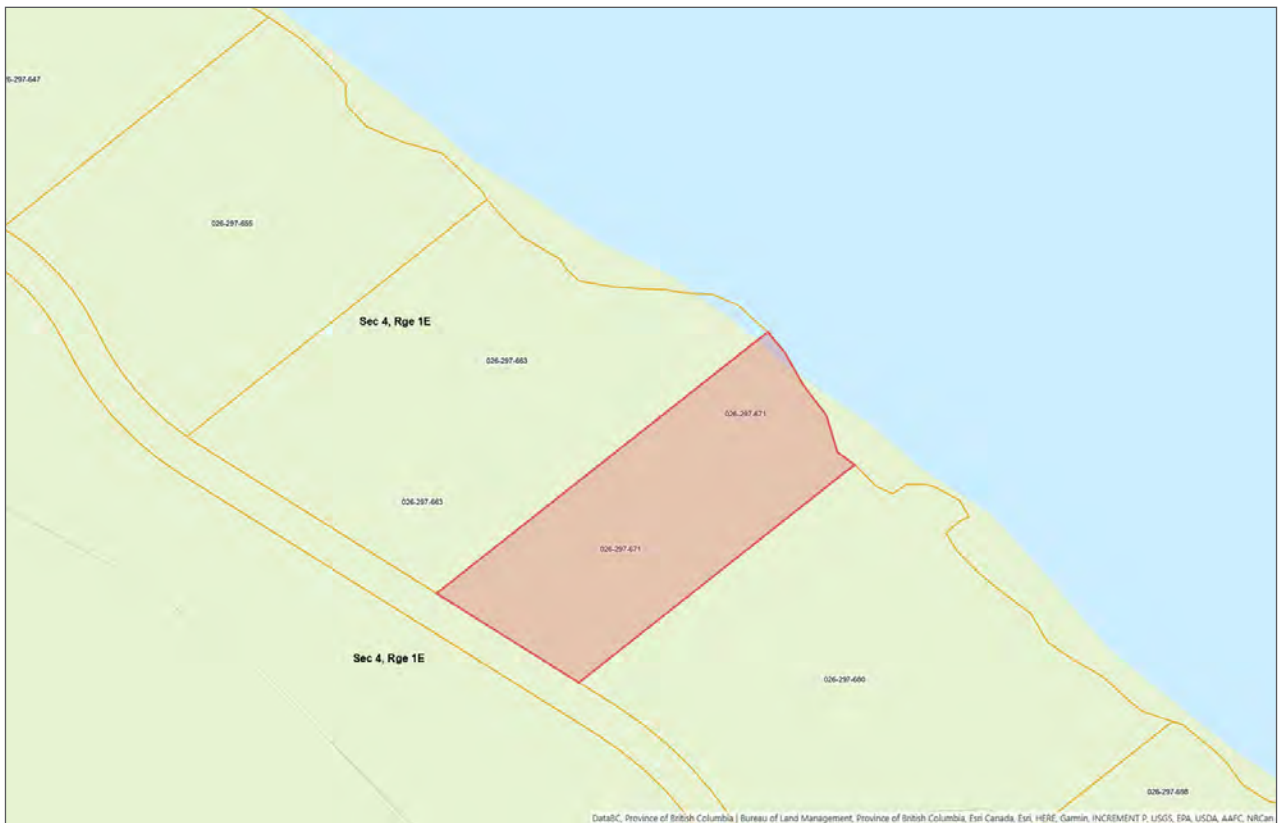 026-297-655
Sec 4, Rge 1E
026-297-663
026-297-671
026-297-663
026-297-671
Sec 4, Rge 1E
026-297-680
026-297-698
DataBC, Province of British Columbia | Bureau of Land Management, Province of British Columbia, Esri Canada, Esri, HERE, Garmin, INCREMENT P, USGS, EPA, USDA, AAFC, NRCan